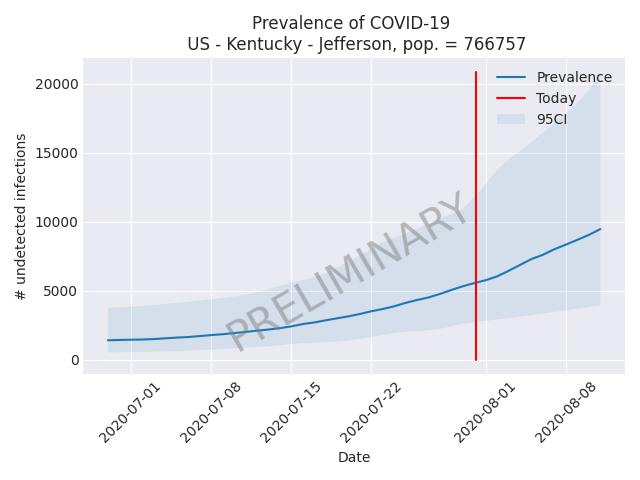 Prevalence of COVID-19
US - Kentucky - Jefferson, pop. = 766757
Prevalence
Today
95CI
20000
15000
10000
5000
0
# undetected infections
PRELIMINARY
2020-07-01
2020-07-08
2020-07-15
2020-07-22
2020-08-01
2020-08-08
Date